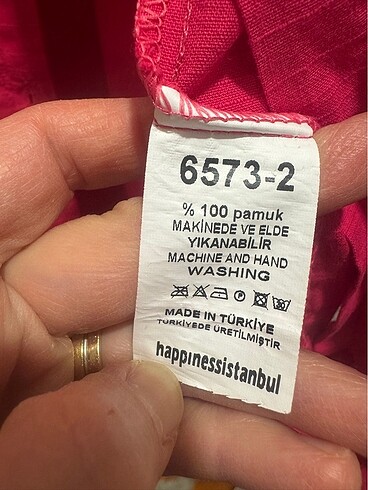 6573-2
% 100 pamuk
MAKİNEDE VE ELDE
YIKANABİLİR
MACHINE AND HAND
WASHING
MADE IN TÜRKİYE
TÜRKİYEDE ÜRETİLMİŞTİR
happınessistanbul